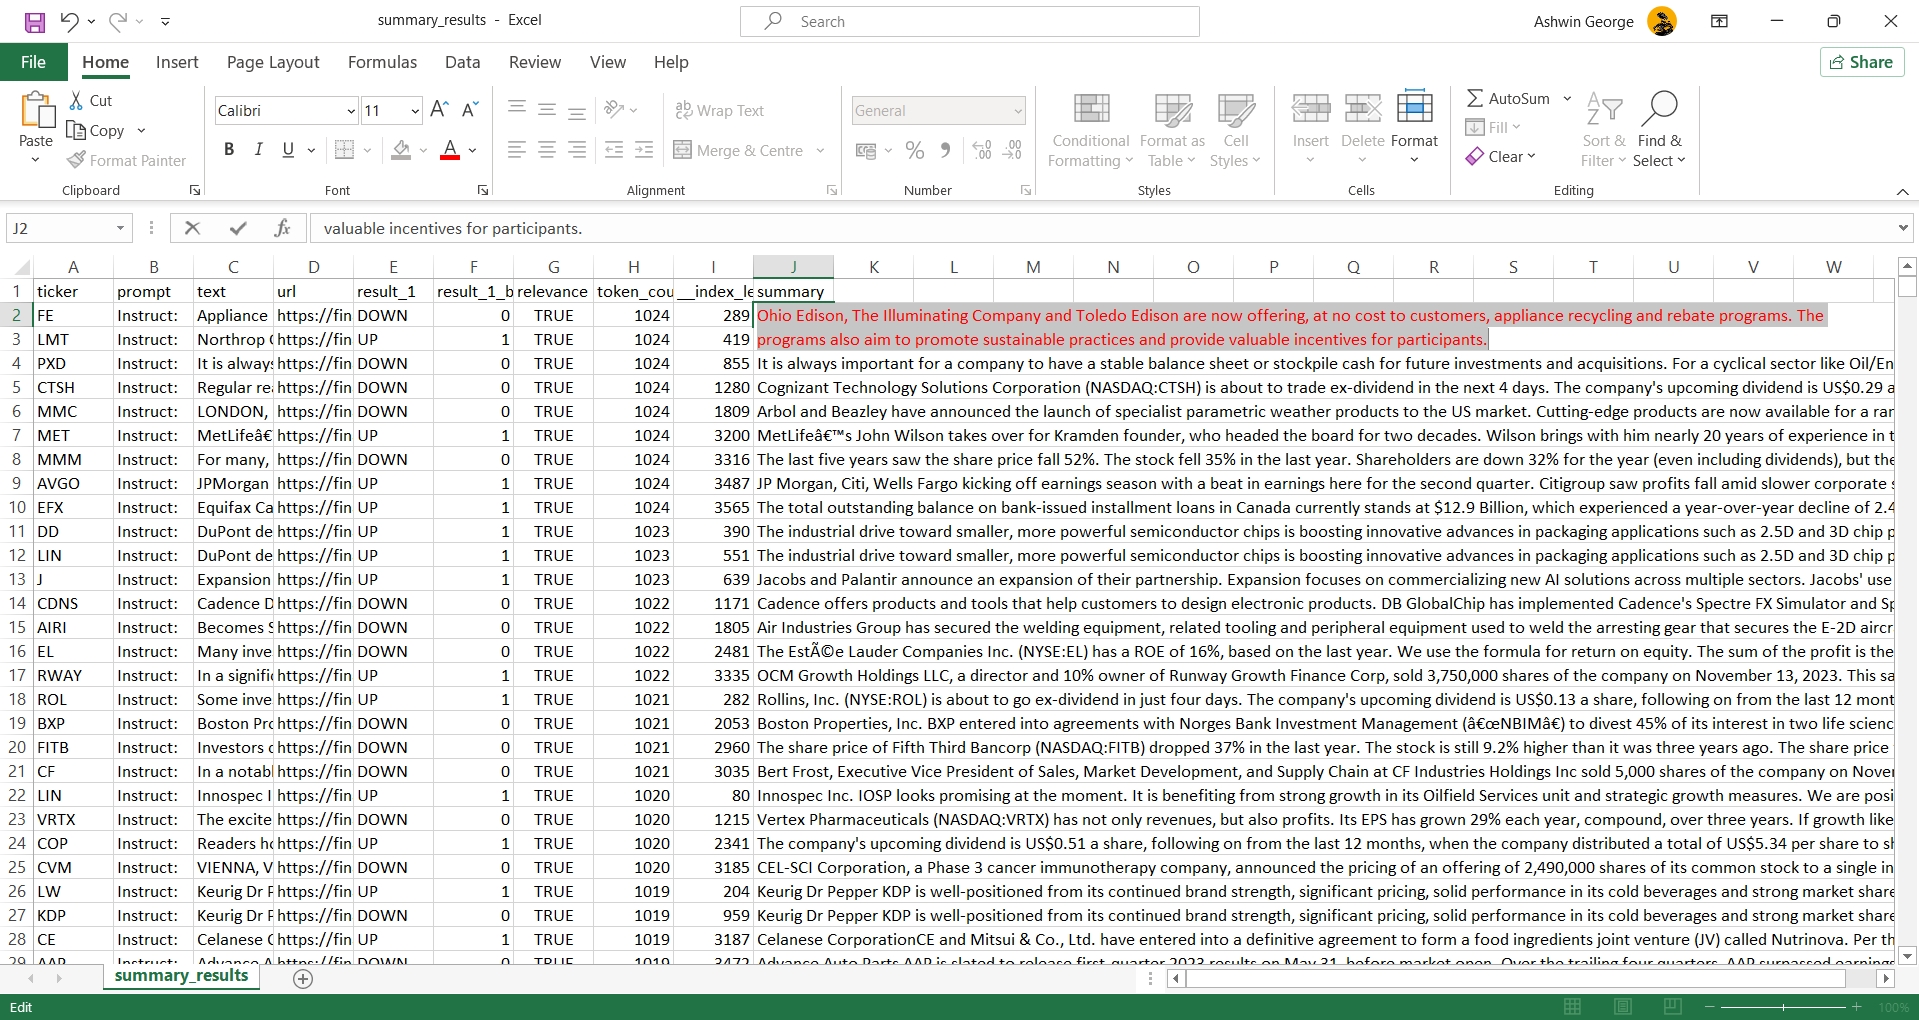 summary_results - Excel
Search
Ashwin George
File Home Insert Page Layout Formulas Data Review View Help
Share
Paste
Cut
Copy
Format Painter
Clipboard
Calibri 11 A A
B I U A
Font
ab Wrap Text
Merge & Centre
Alignment
General
% 9 .00 .00
Number
Conditional Formatting
Format as Table
Cell Styles
Styles
Insert Delete Format
Cells
AutoSum
Fill
Clear
Sort & Filter
Find & Select
Editing
J2 fx valuable incentives for participants.
A B C D E F G H I J K L M N O P Q R S T U V W
1 ticker prompt text url result_1 result_1_b relevance token_cou __index_le summary
2 FE Instruct: Appliance https://fin DOWN 0 TRUE 1024 289 Ohio Edison, The Illuminating Company and Toledo Edison are now offering, at no cost to customers, appliance recycling and rebate programs. The
3 LMT Instruct: Northrop https://fin UP 1 TRUE 1024 419 programs also aim to promote sustainable practices and provide valuable incentives for participants.
4 PXD Instruct: It is always https://fin DOWN 0 TRUE 1024 855 It is always important for a company to have a stable balance sheet or stockpile cash for future investments and acquisitions. For a cyclical sector like Oil/En
5 CTSH Instruct: Regular re https://fin DOWN 0 TRUE 1024 1280 Cognizant Technology Solutions Corporation (NASDAQ:CTSH) is about to trade ex-dividend in the next 4 days. The company's upcoming dividend is US$0.29 a
6 MMC Instruct: LONDON, https://fin DOWN 0 TRUE 1024 1809 Arbol and Beazley have announced the launch of specialist parametric weather products to the US market. Cutting-edge products are now available for a rar
7 MET Instruct: MetLifeâ€ https://fin UP 1 TRUE 1024 3200 MetLifeâ€™s John Wilson takes over for Kramden founder, who headed the board for two decades. Wilson brings with him nearly 20 years of experience in t
8 MMM Instruct: For many, https://fin DOWN 0 TRUE 1024 3316 The last five years saw the share price fall 52%. The stock fell 35% in the last year. Shareholders are down 32% for the year (even including dividends), but the
9 AVGO Instruct: JPMorgan https://fin UP 1 TRUE 1024 3487 JP Morgan, Citi, Wells Fargo kicking off earnings season with a beat in earnings here for the second quarter. Citigroup saw profits fall amid slower corporate s
10 EFX Instruct: Equifax Ca https://fin UP 1 TRUE 1024 3565 The total outstanding balance on bank-issued installment loans in Canada currently stands at $12.9 Billion, which experienced a year-over-year decline of 2.4
11 DD Instruct: DuPont de https://fin UP 1 TRUE 1023 390 The industrial drive toward smaller, more powerful semiconductor chips is boosting innovative advances in packaging applications such as 2.5D and 3D chip p
12 LIN Instruct: DuPont de https://fin UP 1 TRUE 1023 551 The industrial drive toward smaller, more powerful semiconductor chips is boosting innovative advances in packaging applications such as 2.5D and 3D chip p
13 J Instruct: Expansion https://fin UP 1 TRUE 1023 639 Jacobs and Palantir announce an expansion of their partnership. Expansion focuses on commercializing new AI solutions across multiple sectors. Jacobs' use
14 CDNS Instruct: Cadence D https://fin DOWN 0 TRUE 1022 1171 Cadence offers products and tools that help customers to design electronic products. DB GlobalChip has implemented Cadence's Spectre FX Simulator and Sp
15 AIRI Instruct: Becomes S https://fin DOWN 0 TRUE 1022 1805 Air Industries Group has secured the welding equipment, related tooling and peripheral equipment used to weld the arresting gear that secures the E-2D aircr
16 EL Instruct: Many inve https://fin DOWN 0 TRUE 1022 2481 The EstÃ©e Lauder Companies Inc. (NYSE:EL) has a ROE of 16%, based on the last year. We use the formula for return on equity. The sum of the profit is the
17 RWAY Instruct: In a signific https://fin UP 1 TRUE 1022 3335 OCM Growth Holdings LLC, a director and 10% owner of Runway Growth Finance Corp, sold 3,750,000 shares of the company on November 13, 2023. This sa
18 ROL Instruct: Some inve https://fin UP 1 TRUE 1021 282 Rollins, Inc. (NYSE:ROL) is about to go ex-dividend in just four days. The company's upcoming dividend is US$0.13 a share, following on from the last 12 mont
19 BXP Instruct: Boston Pro https://fin DOWN 0 TRUE 1021 2053 Boston Properties, Inc. BXP entered into agreements with Norges Bank Investment Management (â€œNBIMâ€) to divest 45% of its interest in two life scienc
20 FITB Instruct: Investors c https://fin DOWN 0 TRUE 1021 2960 The share price of Fifth Third Bancorp (NASDAQ:FITB) dropped 37% in the last year. The stock is still 9.2% higher than it was three years ago. The share price
21 CF Instruct: In a notabl https://fin DOWN 0 TRUE 1021 3035 Bert Frost, Executive Vice President of Sales, Market Development, and Supply Chain at CF Industries Holdings Inc sold 5,000 shares of the company on Nover
22 LIN Instruct: Innospec I https://fin UP 1 TRUE 1020 80 Innospec Inc. IOSP looks promising at the moment. It is benefiting from strong growth in its Oilfield Services unit and strategic growth measures. We are posi
23 VRTX Instruct: The excite https://fin DOWN 0 TRUE 1020 1215 Vertex Pharmaceuticals (NASDAQ:VRTX) has not only revenues, but also profits. Its EPS has grown 29% each year, compound, over three years. If growth like
24 COP Instruct: Readers ho https://fin UP 1 TRUE 1020 2341 The company's upcoming dividend is US$0.51 a share, following on from the last 12 months, when the company distributed a total of US$5.34 per share to sh
25 CVM Instruct: VIENNA, V https://fin DOWN 0 TRUE 1020 3185 CEL-SCI Corporation, a Phase 3 cancer immunotherapy company, announced the pricing of an offering of 2,490,000 shares of its common stock to a single in
26 LW Instruct: Keurig Dr P https://fin UP 1 TRUE 1019 204 Keurig Dr Pepper KDP is well-positioned from its continued brand strength, significant pricing, solid performance in its cold beverages and strong market share
27 KDP Instruct: Keurig Dr P https://fin DOWN 0 TRUE 1019 959 Keurig Dr Pepper KDP is well-positioned from its continued brand strength, significant pricing, solid performance in its cold beverages and strong market share
28 CE Instruct: Celanese C https://fin UP 1 TRUE 1019 3187 Celanese CorporationCE and Mitsui & Co., Ltd. have entered into a definitive agreement to form a food ingredients joint venture (JV) called Nutrinova. Per th
29 AAP Instruct: Advance A https://fin DOWN 0 TRUE 1019 3472 Advance Auto Parts AAP is slated to release first-quarter 2023 results on May 31, before market open. Over the trailing four quarters, AAP surpassed earnings
summary_results
Edit
100%